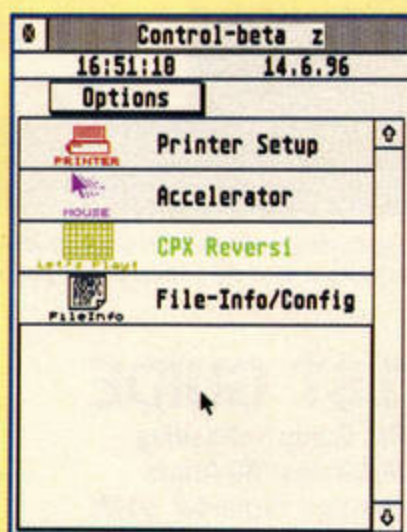 Control-beta z
16:51:10 14.6.96
Options
PRINTER Printer Setup
MOUSE Accelerator
Let's Play! CPX Reversi
FileInfo File-Info/Config